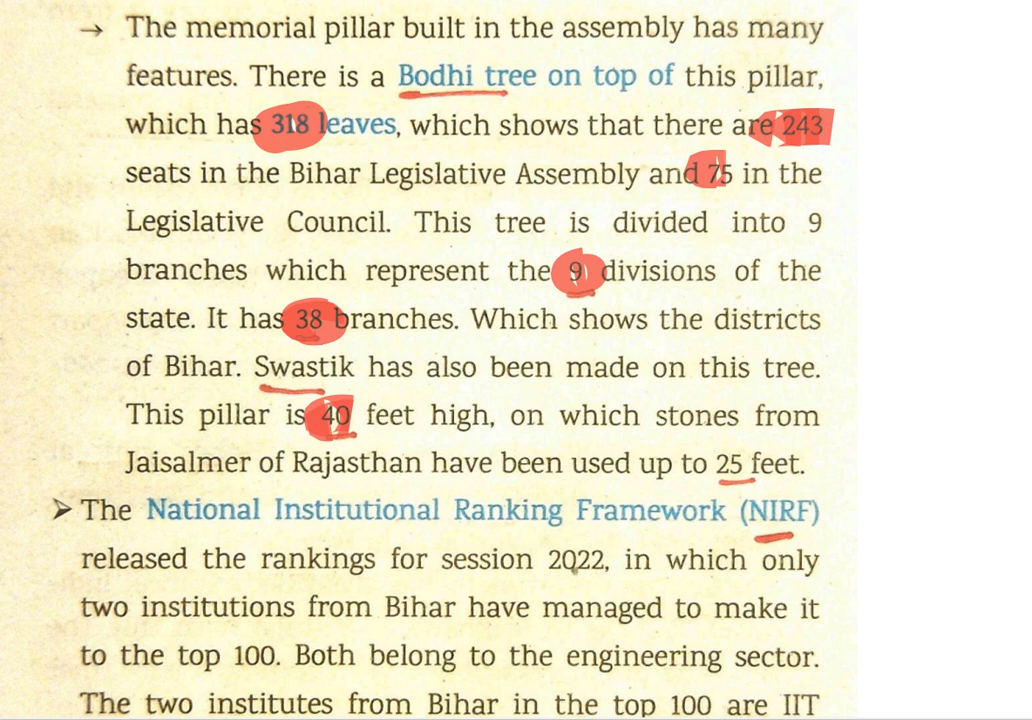 → The memorial pillar built in the assembly has many
features. There is a Bodhi tree on top of this pillar,
which has 318 leaves, which shows that there are 243
seats in the Bihar Legislative Assembly and 75 in the
Legislative Council. This tree is divided into 9
branches which represent the 9 divisions of the
state. It has 38 branches. Which shows the districts
of Bihar. Swastik has also been made on this tree.
This pillar is 40 feet high, on which stones from
Jaisalmer of Rajasthan have been used up to 25 feet.
➢ The National Institutional Ranking Framework (NIRF)
released the rankings for session 2022, in which only
two institutions from Bihar have managed to make it
to the top 100. Both belong to the engineering sector.
The two institutes from Bihar in the top 100 are IIT